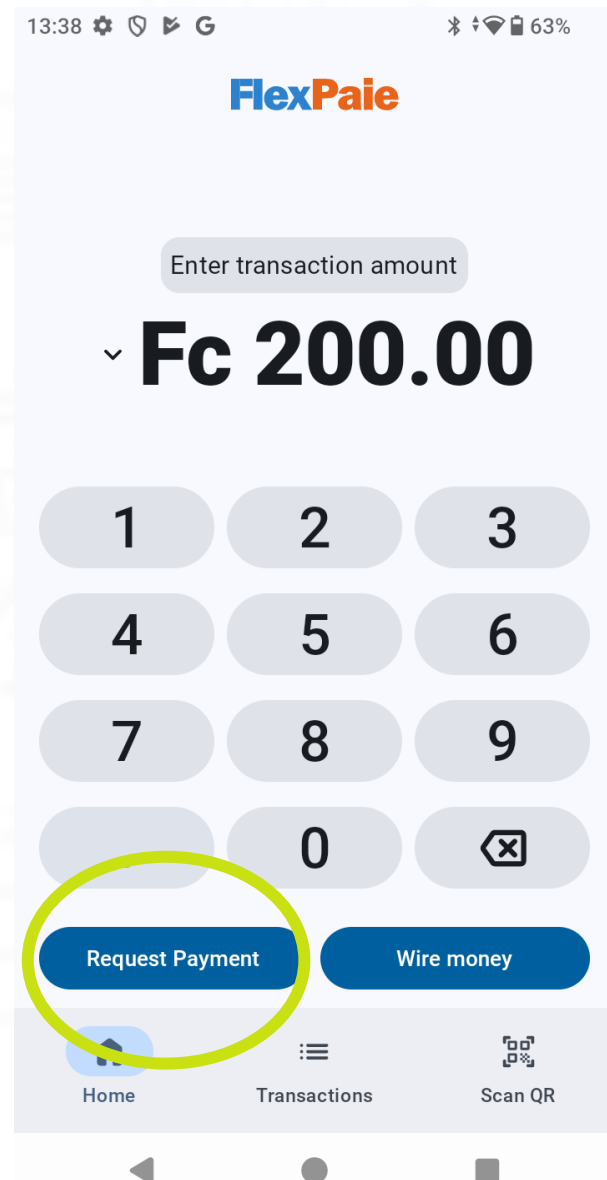 13:38 G 63%
FlexPaie
Enter transaction amount
Fc 200.00
1 2 3
4 5 6
7 8 9
0
Request Payment Wire money
Home Transactions Scan QR